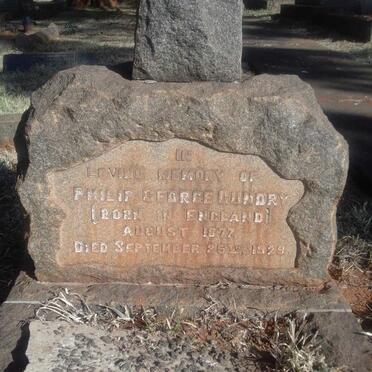 IN
LOVING MEMORY OF
PHILIP GEORGE GUNDRY
(BORN IN ENGLAND)
AUGUST 1877
DIED SEPTEMBER 25TH 1929